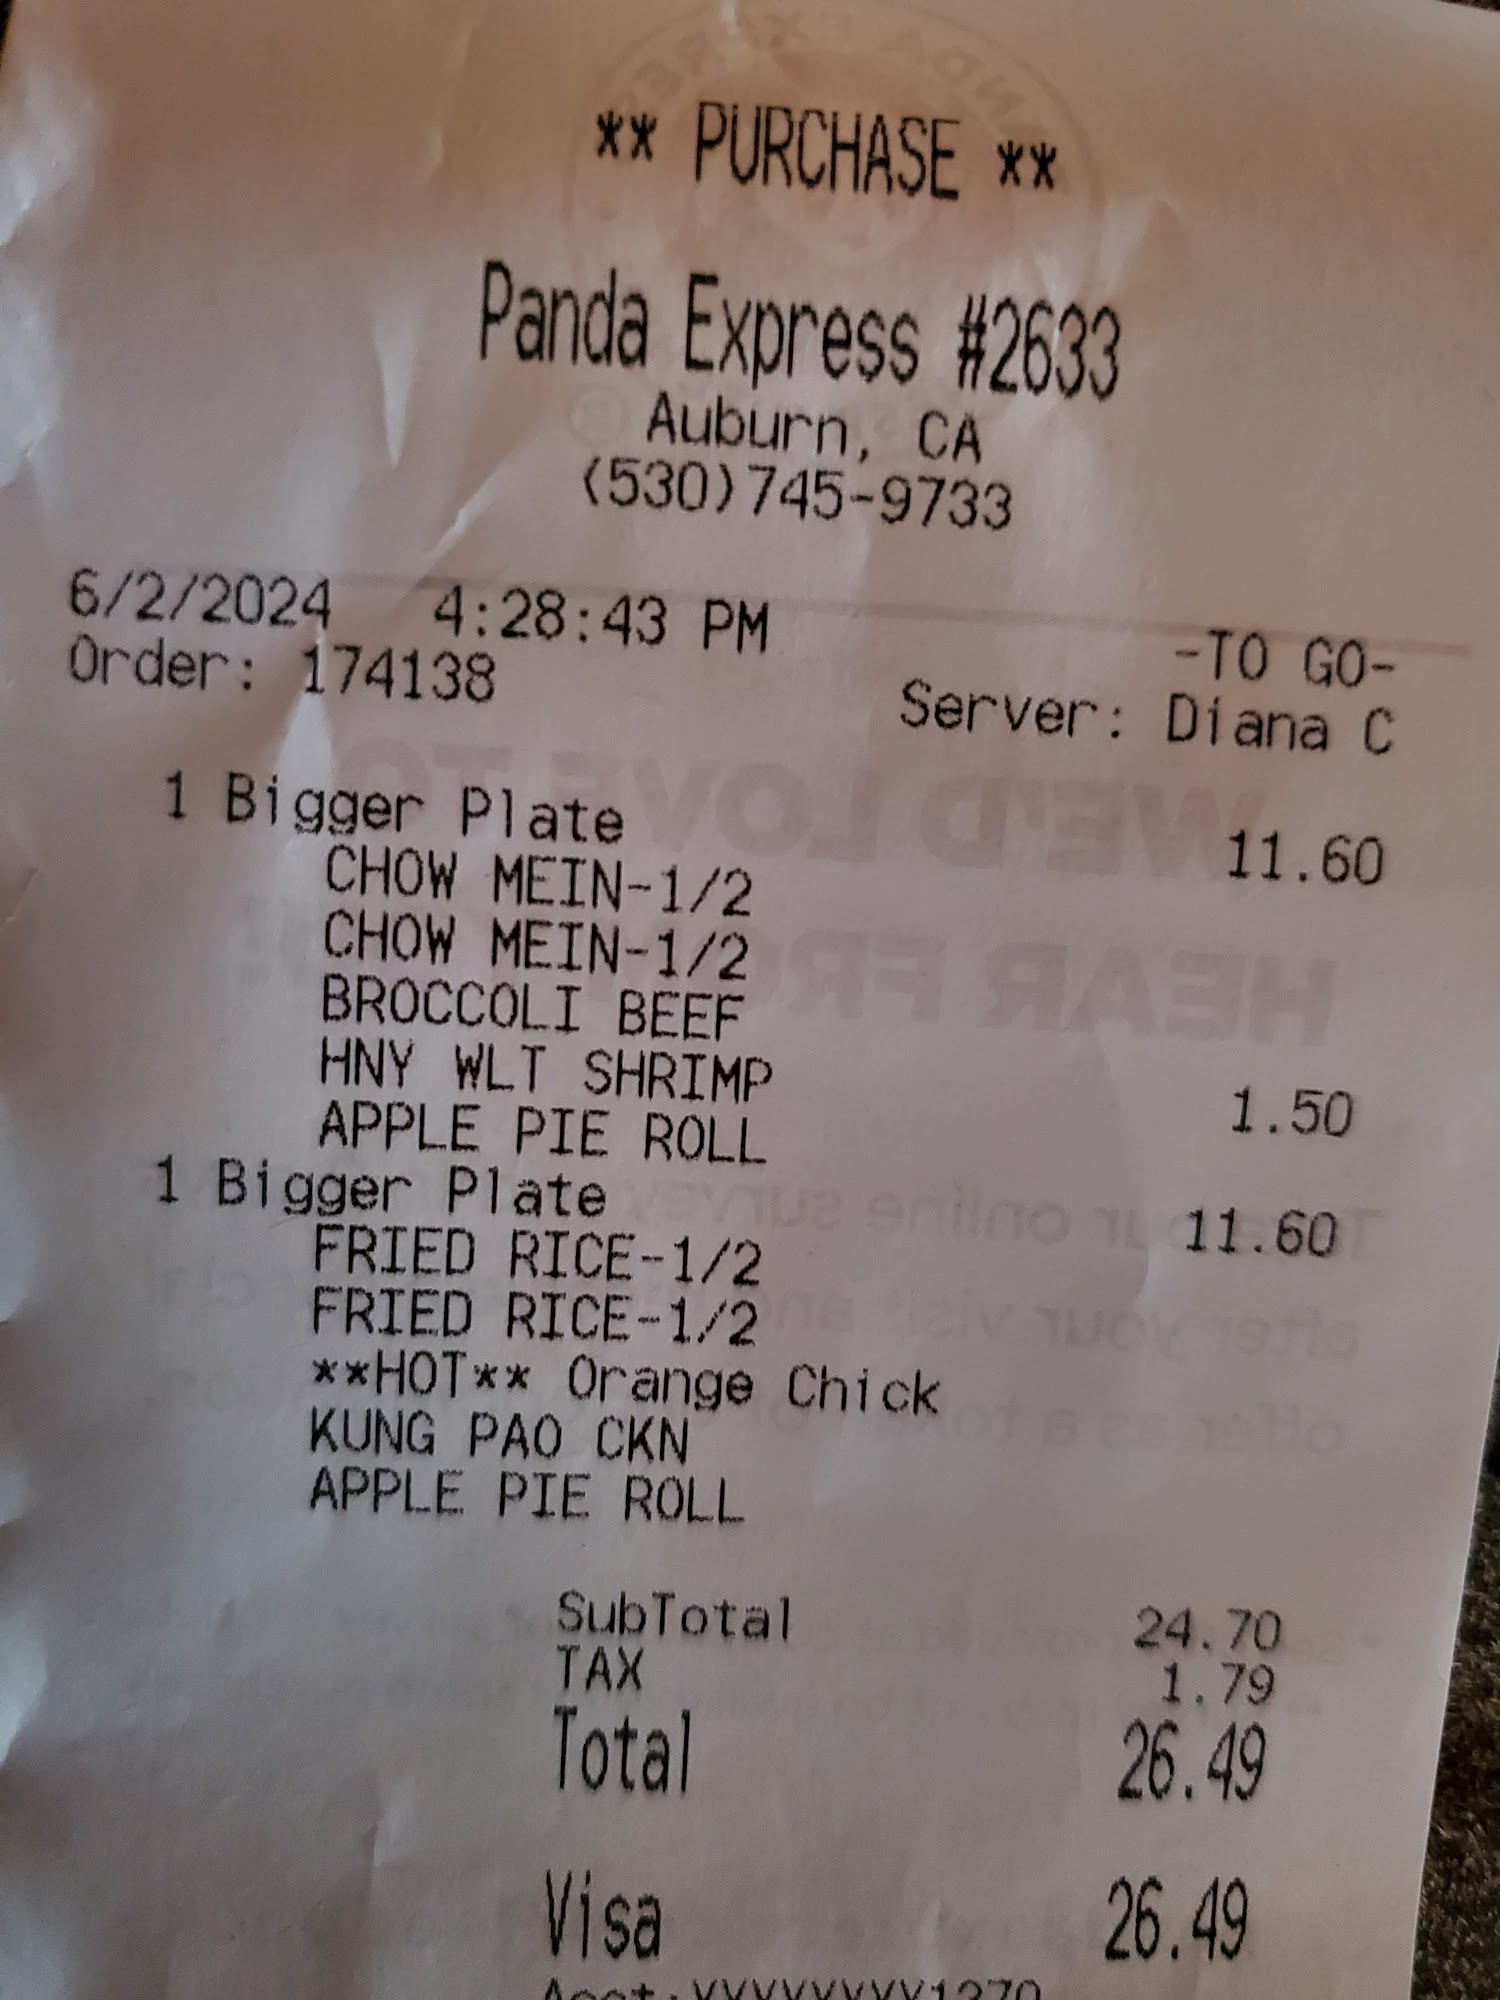 ** PURCHASE **
Panda Express #2633
Auburn, CA
(530)745-9733
6/2/2024 4:28:43 PM
-TO GO-
Order: 174138
Server: Diana C
1 Bigger Plate 11.60
CHOW MEIN-1/2
CHOW MEIN-1/2
BROCCOLI BEEF
HNY WLT SHRIMP 1.50
APPLE PIE ROLL
1 Bigger Plate 11.60
FRIED RICE-1/2
FRIED RICE-1/2
**HOT** Orange Chick
KUNG PAO CKN
APPLE PIE ROLL
SubTotal 24.70
TAX 1.79
Total 26.49
Visa 26.49